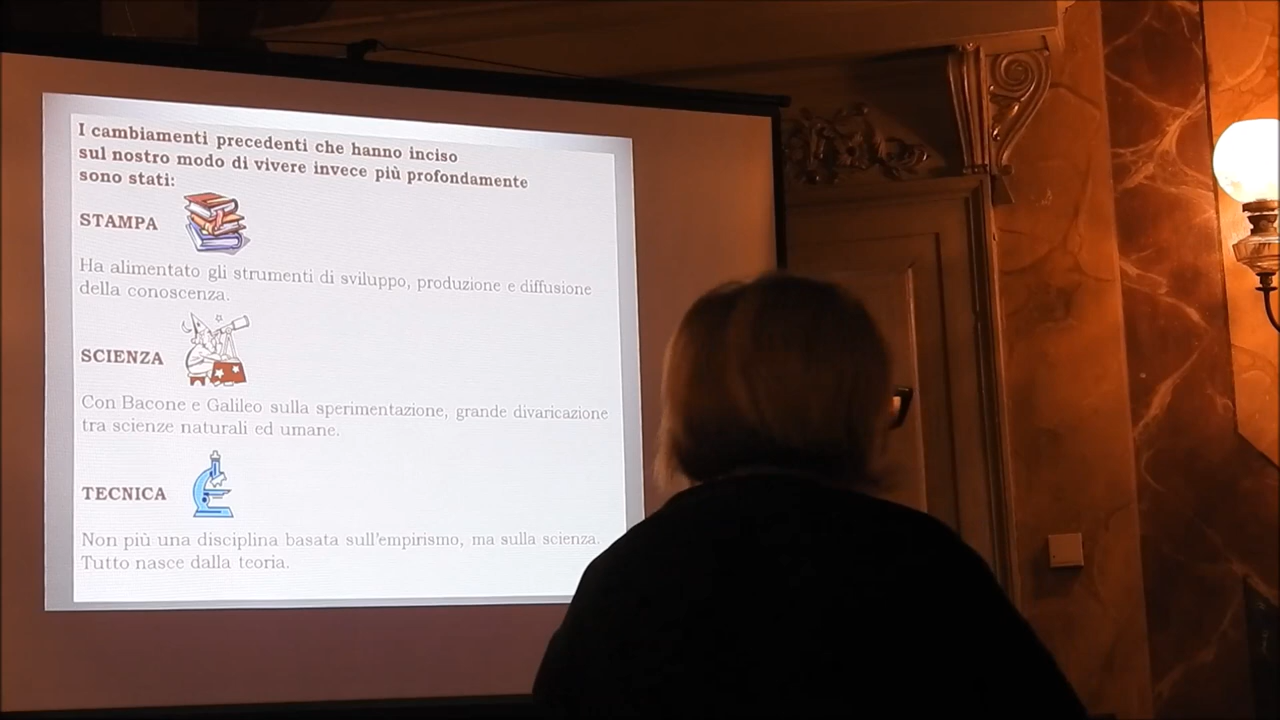 I cambiamenti precedenti che hanno inciso
sul nostro modo di vivere invece più profondamente
sono stati:
STAMPA
Ha alimentato gli strumenti di sviluppo, produzione e diffusione
della conoscenza.
SCIENZA
Con Bacone e Galileo sulla sperimentazione, grande divaricazione
tra scienze naturali ed umane.
TECNICA
Non più una disciplina basata sull'empirismo, ma sulla scienza.
Tutto nasce dalla teoria.